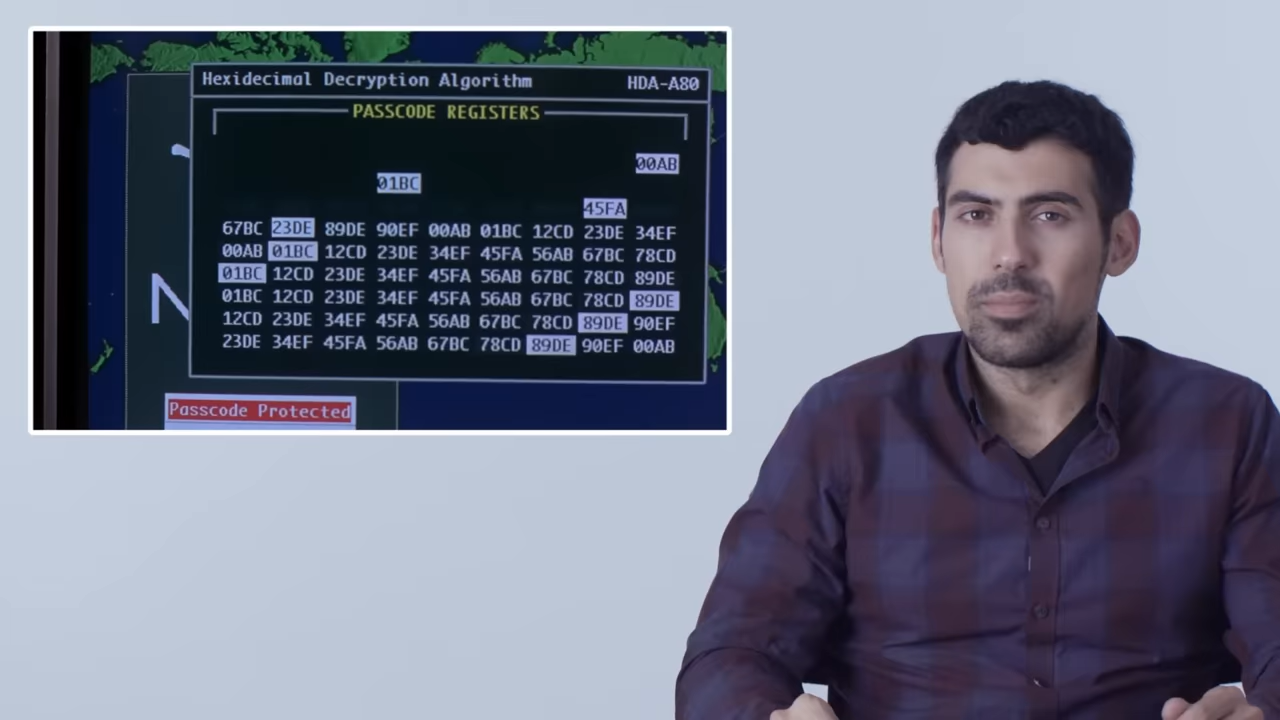 Hexidecimal Decryption Algorithm HDA-A80
PASSCODE REGISTERS
00AB
01BC
45FA
67BC 23DE 89DE 90EF 00AB 01BC 12CD 23DE 34EF
00AB 01BC 12CD 23DE 34EF 45FA 56AB 67BC 78CD
01BC 12CD 23DE 34EF 45FA 56AB 67BC 78CD 89DE
01BC 12CD 23DE 34EF 45FA 56AB 67BC 78CD 89DE
12CD 23DE 34EF 45FA 56AB 67BC 78CD 89DE 90EF
23DE 34EF 45FA 56AB 67BC 78CD 89DE 90EF 00AB
N
Passcode Protected